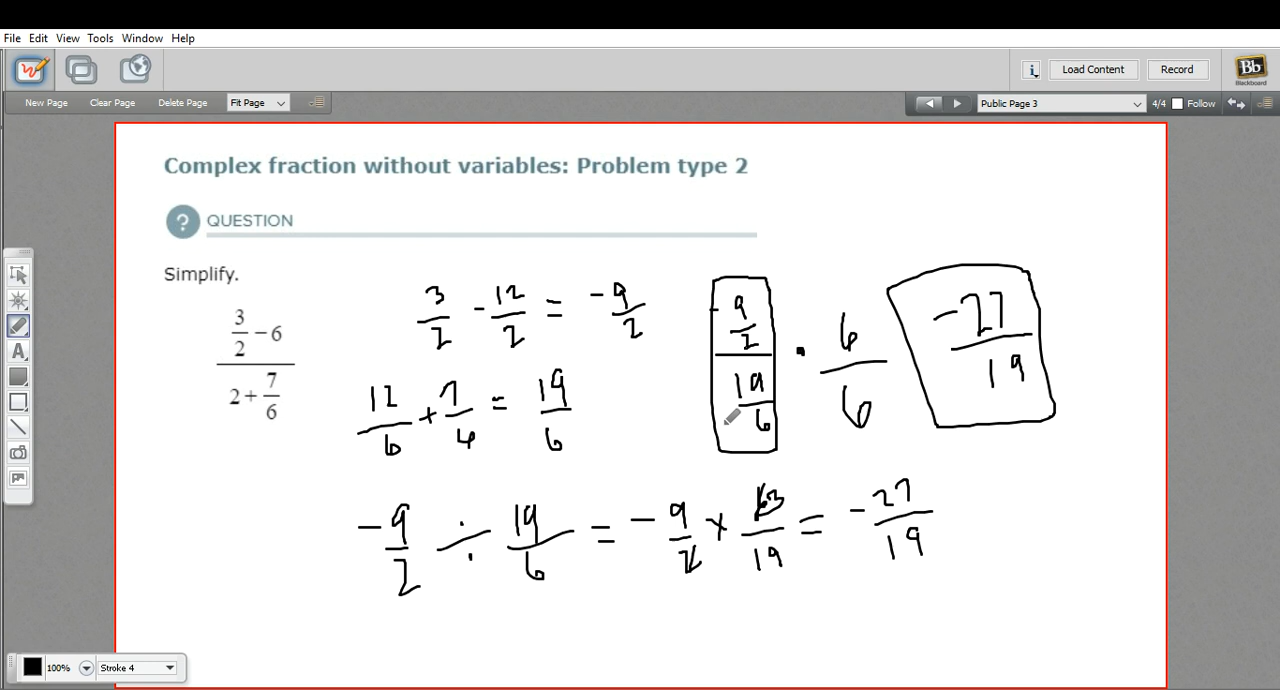 File Edit View Tools Window Help
i Load Content Record Bb Blackboard
New Page Clear Page Delete Page Fit Page Public Page 3 4/4 Follow
Complex fraction without variables: Problem type 2
? QUESTION
Simplify.
3/2 - 6
2 + 7/6
3/2 - 12/2 = -9/2
12/6 + 7/6 = 19/6
-9/2 / 19/6 · 6/6 -27/19
-9/2 ÷ 19/6 = -9/2 × 63/19 = -27/19
A
100% Stroke 4